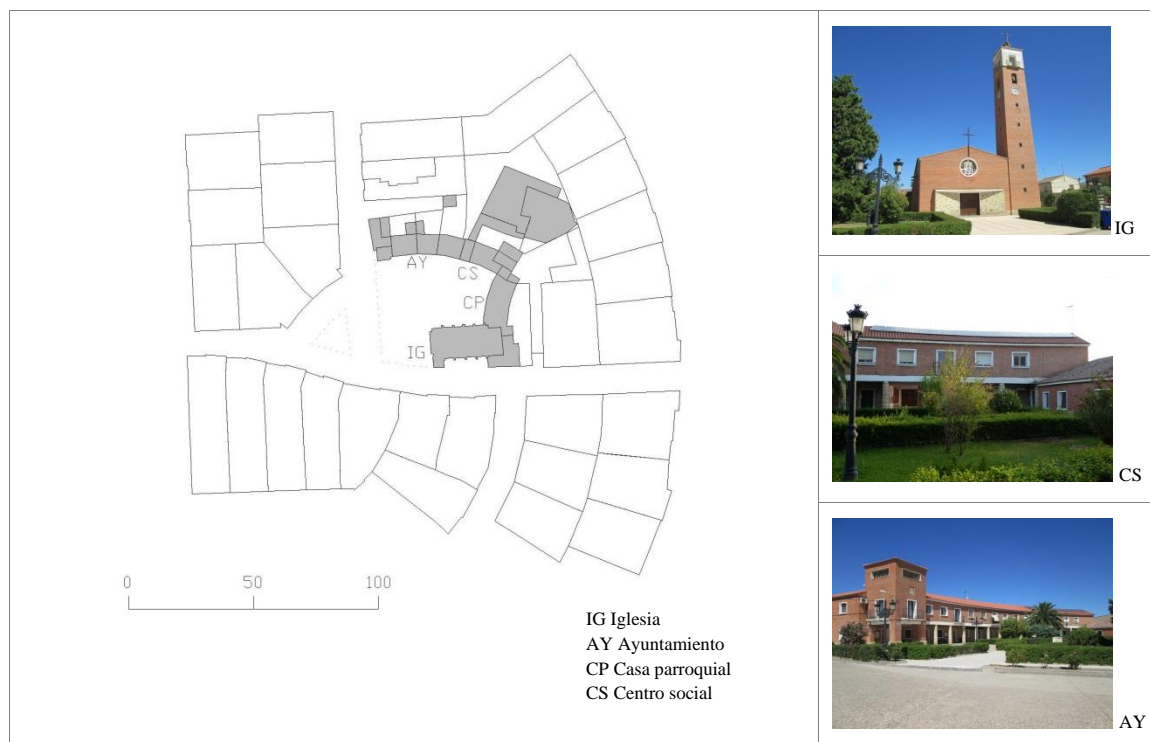 AY
CS
CP
IG
0 50 100
IG Iglesia
AY Ayuntamiento
CP Casa parroquial
CS Centro social
IG
CS
AY